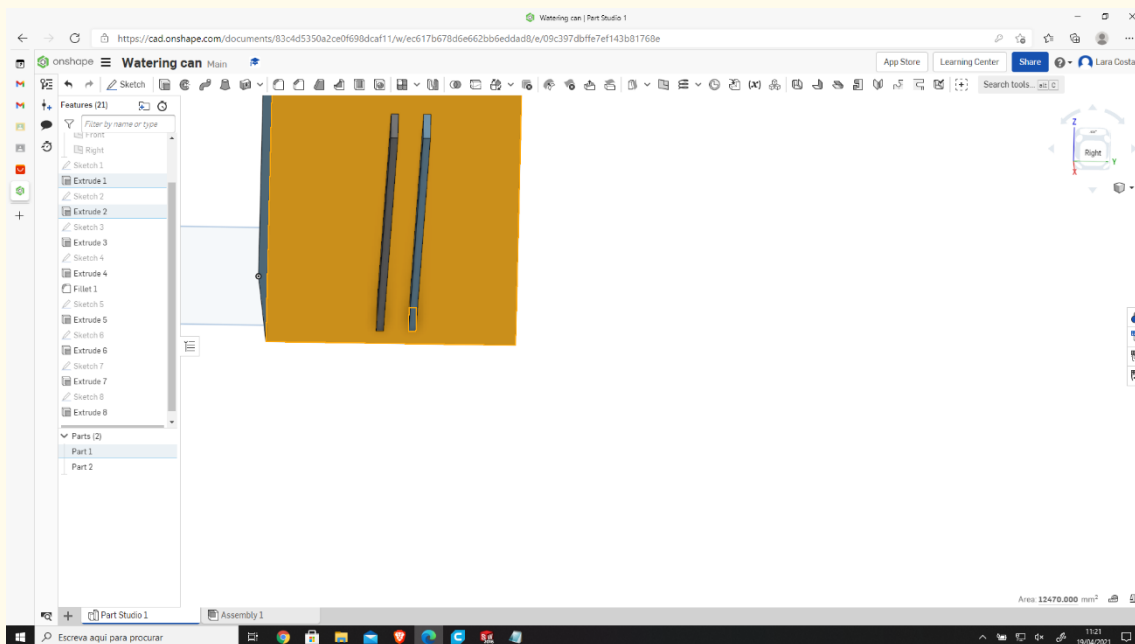 Watering can | Part Studio 1
https://cad.onshape.com/documents/83c4d5350a2ce0f698dcaf11/w/ec617b678d6e662bb6eddad8/e/09c397dbffe7ef143b81768e
onshape Watering can Main App Store Learning Center Share Lara Costa
Sketch Search tools... alt C
Features (21)
Filter by name or type
Front
Right
Sketch 1
Extrude 1
Sketch 2
Extrude 2
Sketch 3
Extrude 3
Sketch 4
Extrude 4
Fillet 1
Sketch 5
Extrude 5
Sketch 6
Extrude 6
Sketch 7
Extrude 7
Sketch 8
Extrude 8
Parts (2)
Part 1
Part 2
Z
Right
Y
X
Area 12470.000 mm²
Part Studio 1 Assembly 1
Escreve aqui para procurar
11:21
19/04/2021